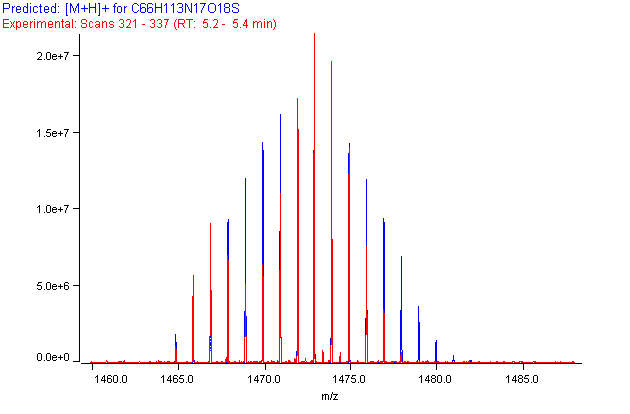 Predicted: [M+H]+ for C66H113N17O18S
Experimental: Scans 321 - 337 (RT: 5.2 - 5.4 min)
2.0e+7
1.5e+7
1.0e+7
5.0e+6
0.0e+0
1460.0 1465.0 1470.0 1475.0 1480.0 1485.0
m/z